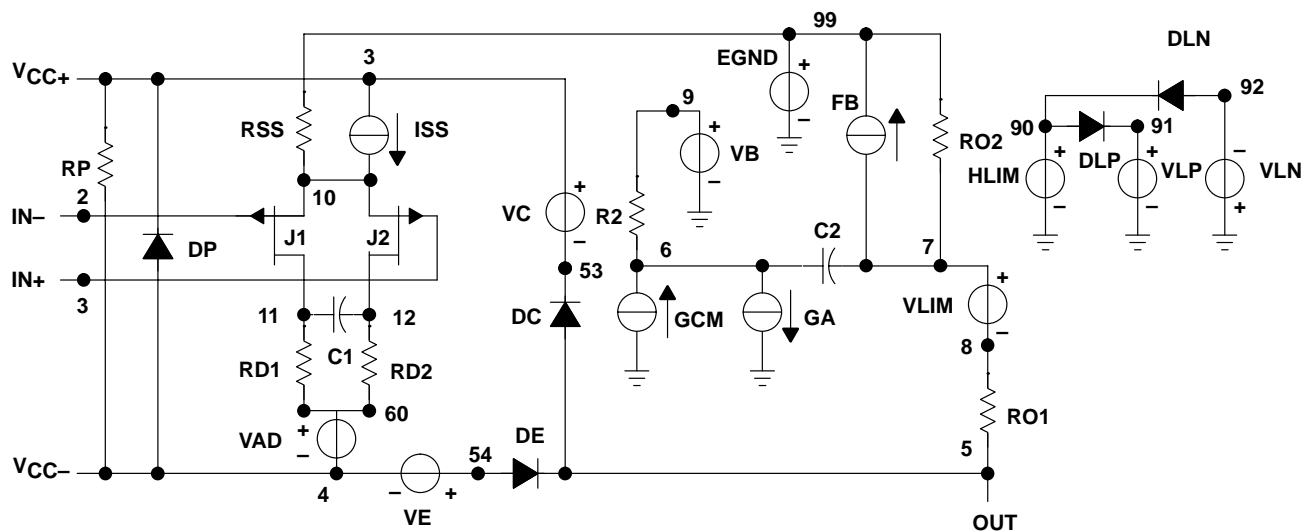 99
3
DLN
VCC+
EGND
+
92
9
FB
RSS
ISS
90
91
+
RO2
−
RP
VB
DLP
−
+
+
−
10
2
HLIM
VLP
VLN
+
−
−
−
+
IN−
R2
VC
C2
J1
J2
DP
−
6
7
IN+
53
3
+
11
12
DC
GCM
GA
VLIM
−
C1
8
RD1
RD2
60
+
RO1
VAD
DE
−
54
5
VCC−
4
−
+
VE
OUT